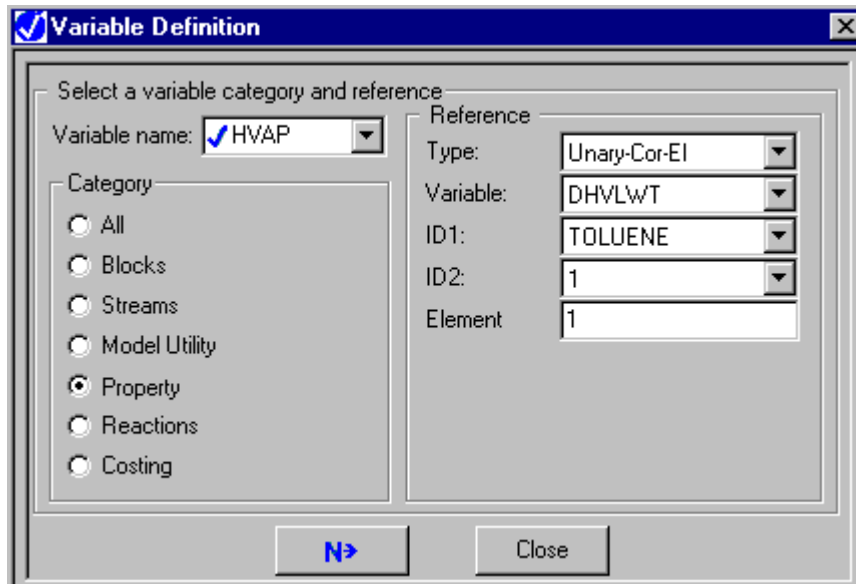 Variable Definition
Select a variable category and reference
Variable name: HVAP
Category
All
Blocks
Streams
Model Utility
Property
Reactions
Costing
Reference
Type: Unary-Cor-El
Variable: DHVLWT
ID1: TOLUENE
ID2: 1
Element 1
N
Close